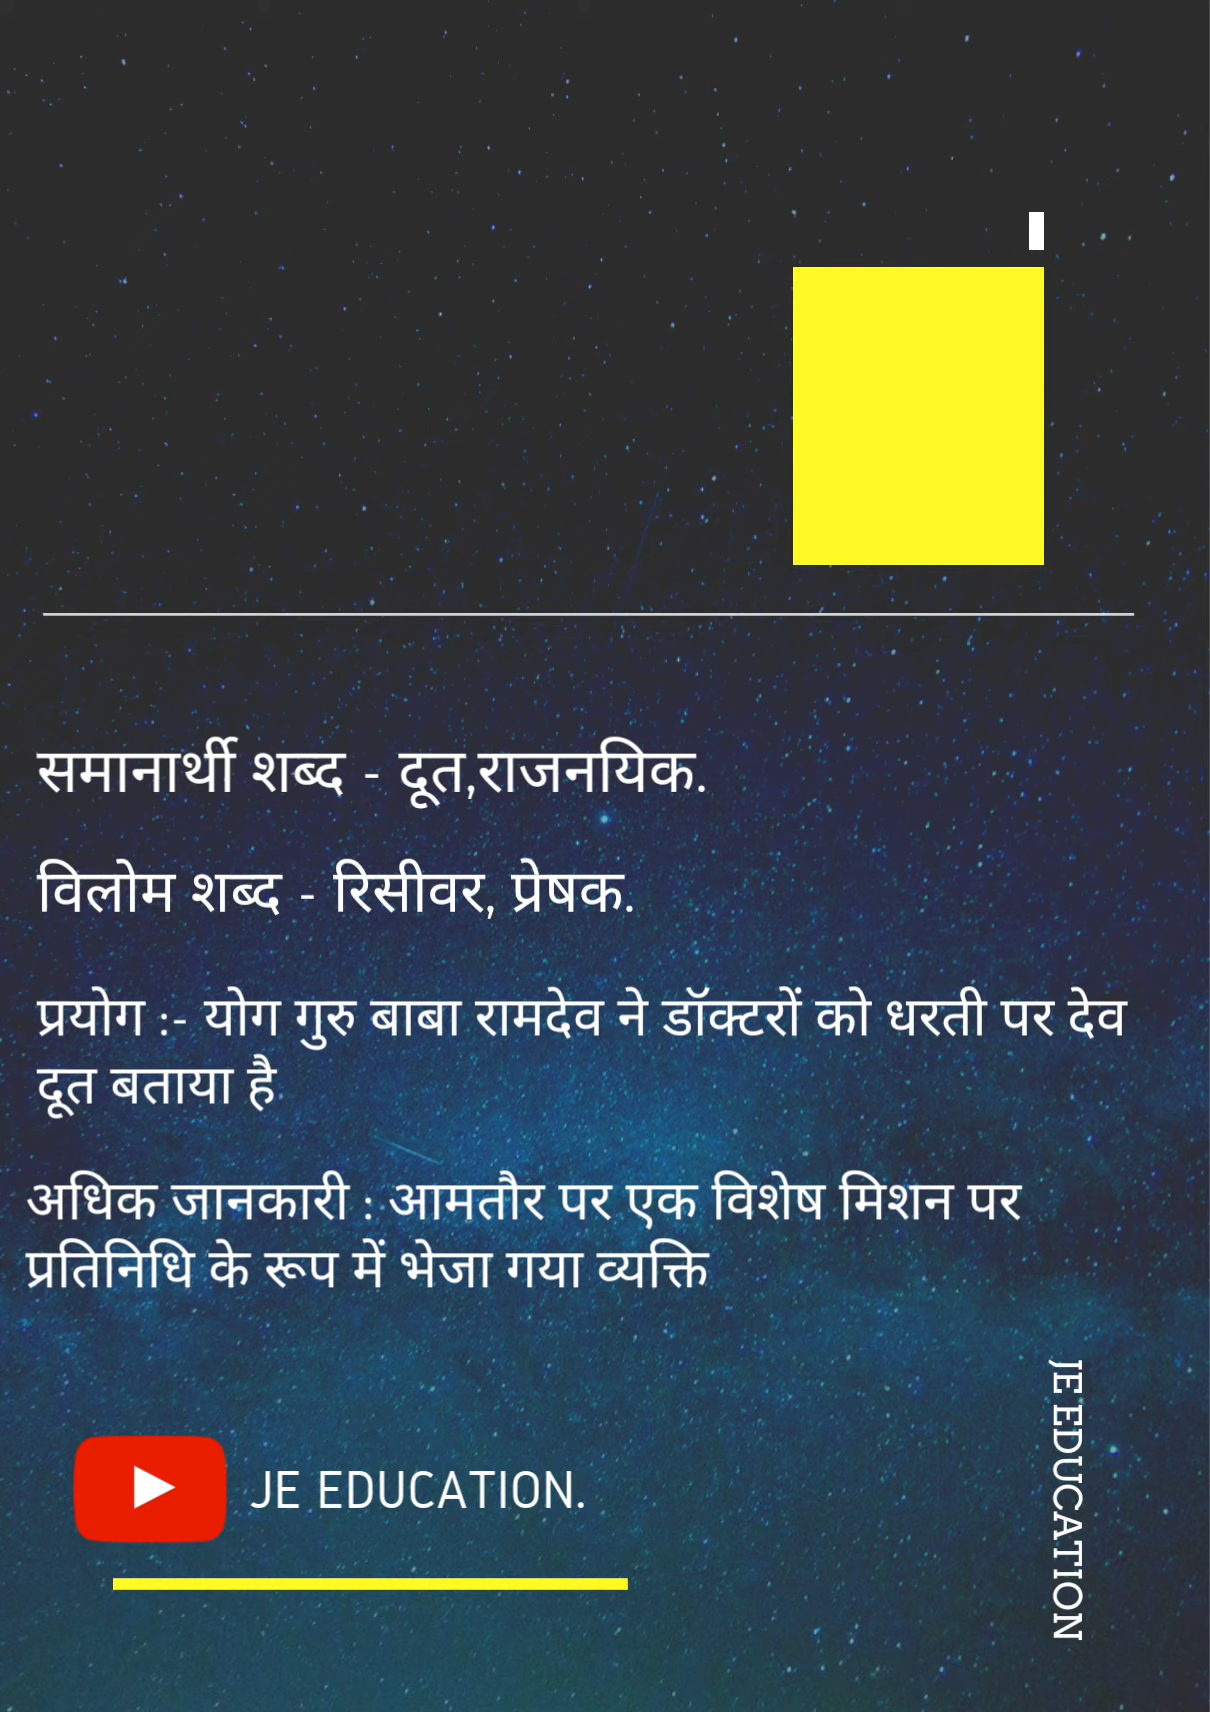 समानार्थी शब्द - दूत,राजनयिक.
विलोम शब्द - रिसीवर, प्रेषक.
प्रयोग :- योग गुरु बाबा रामदेव ने डॉक्टरों को धरती पर देव
दूत बताया है
अधिक जानकारी : आमतौर पर एक विशेष मिशन पर
प्रतिनिधि के रूप में भेजा गया व्यक्ति
JE EDUCATION.
JE EDUCATION